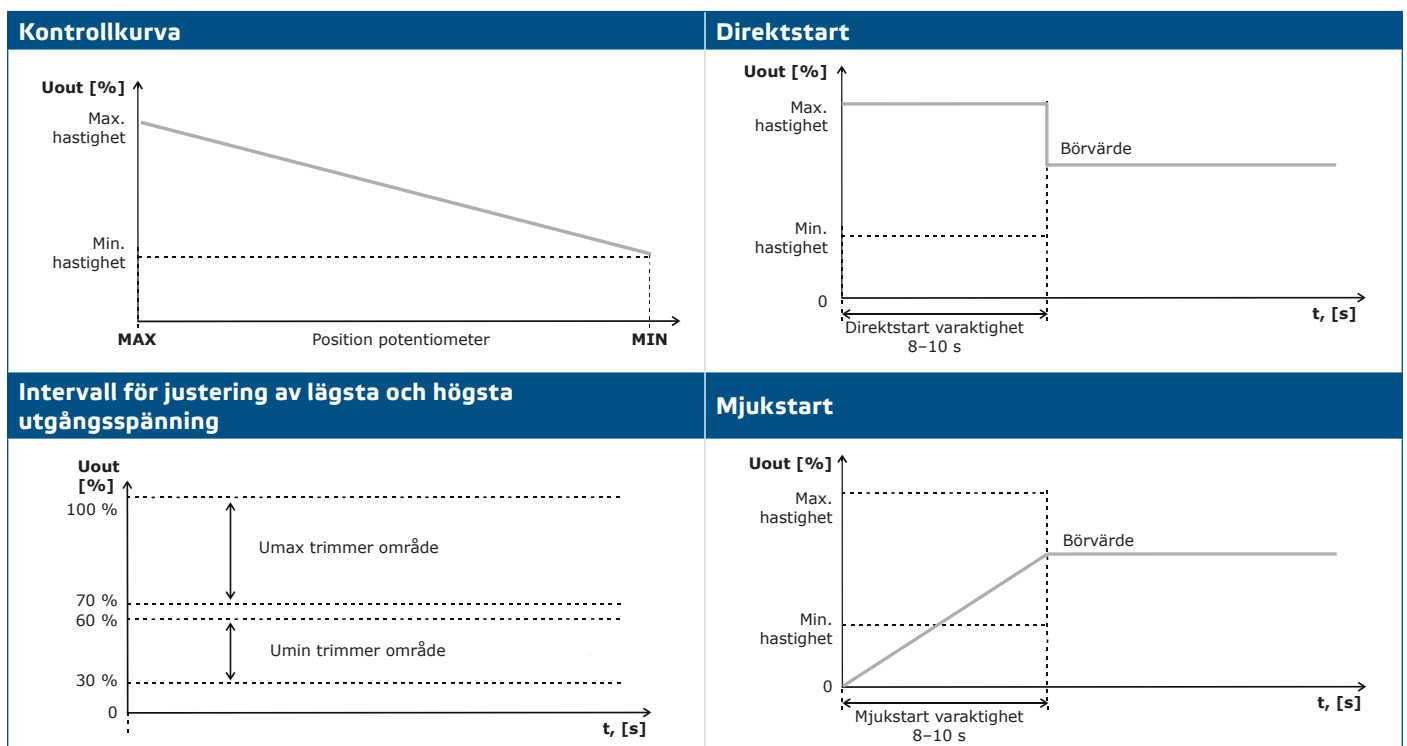 Kontrollkurva
Uout [%]
Max.
hastighet
Min.
hastighet
MAX
Position potentiometer
MIN
Direktstart
Uout [%]
Max.
hastighet
Börvärde
Min.
hastighet
0
t, [s]
Direktstart varaktighet
8–10 s
Intervall för justering av lägsta och högsta
utgångsspänning
Uout
[%]
100 %
Umax trimmer område
70 %
60 %
Umin trimmer område
30 %
0
t, [s]
Mjukstart
Uout [%]
Max.
hastighet
Börvärde
Min.
hastighet
0
t, [s]
Mjukstart varaktighet
8–10 s